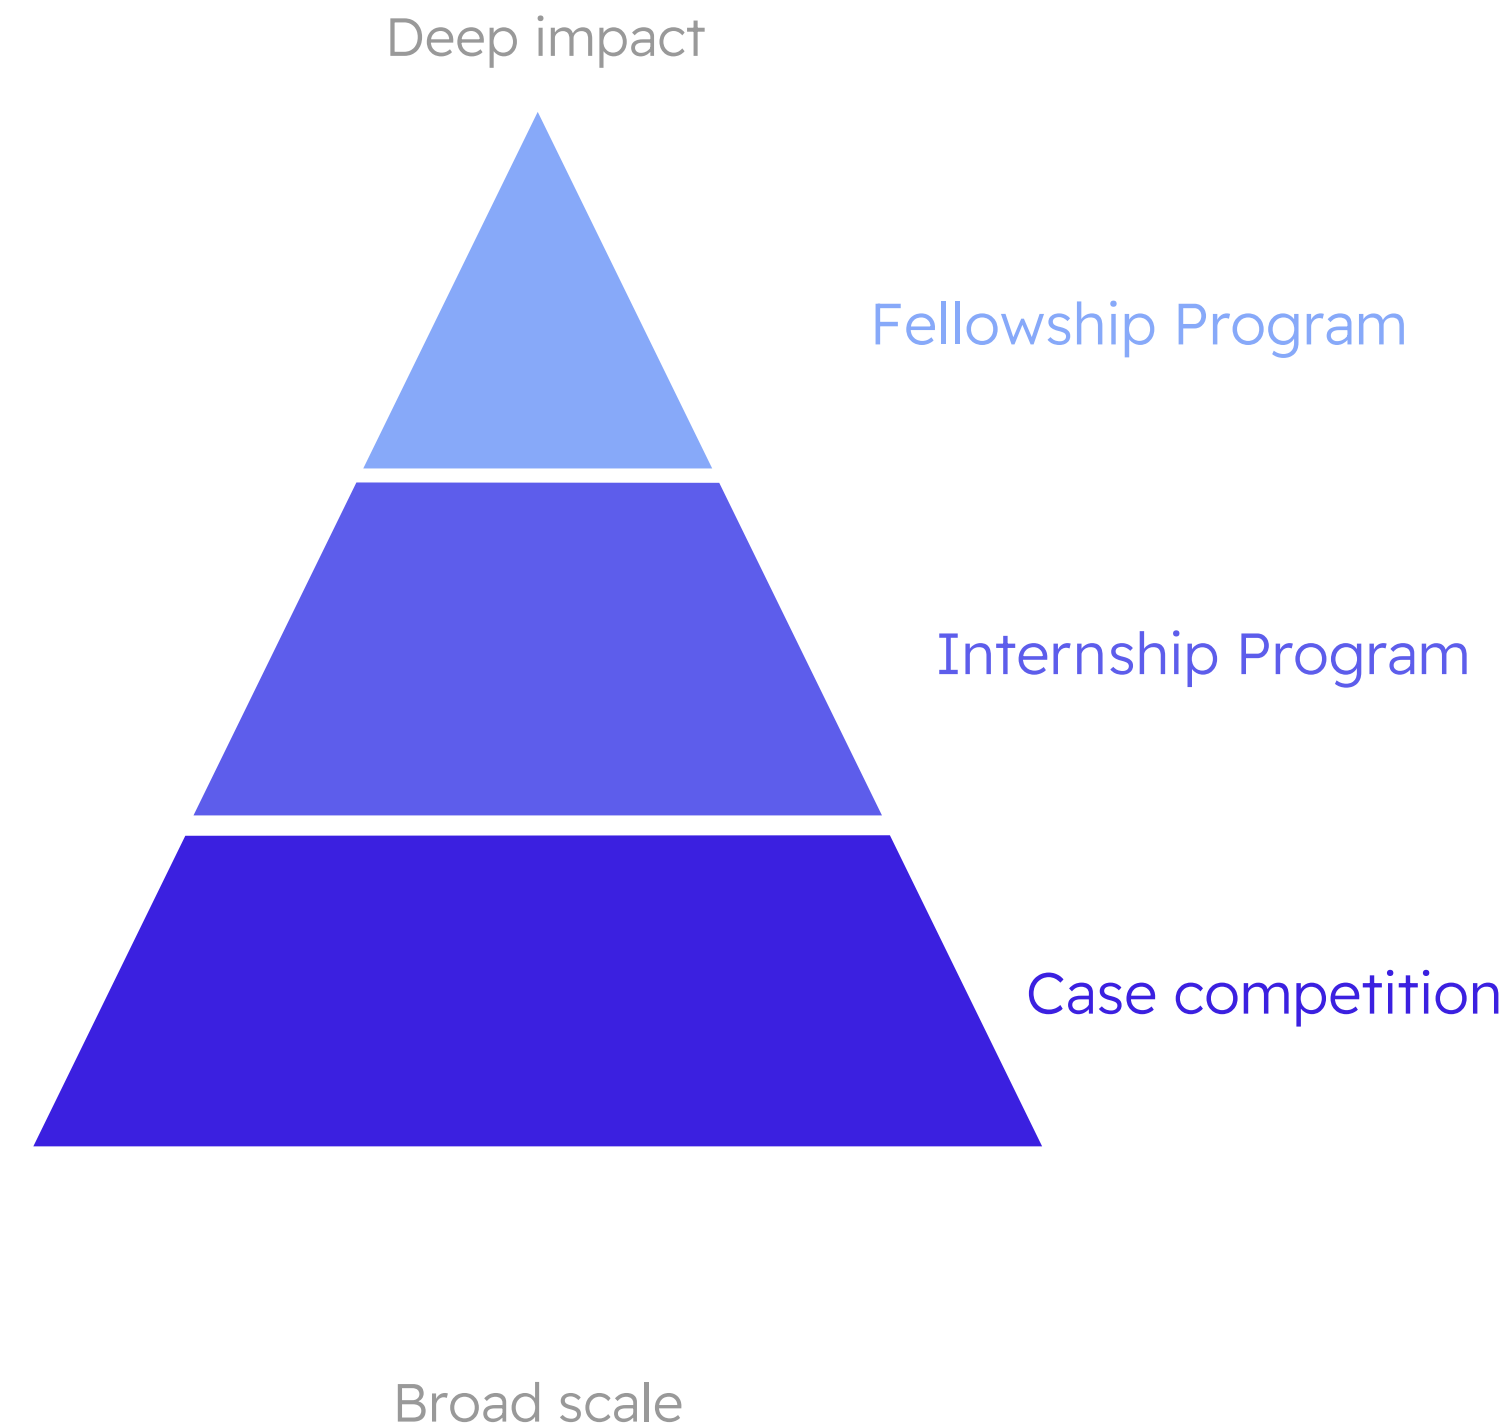 Deep impact
Fellowship Program
Internship Program
Case competition
Broad scale